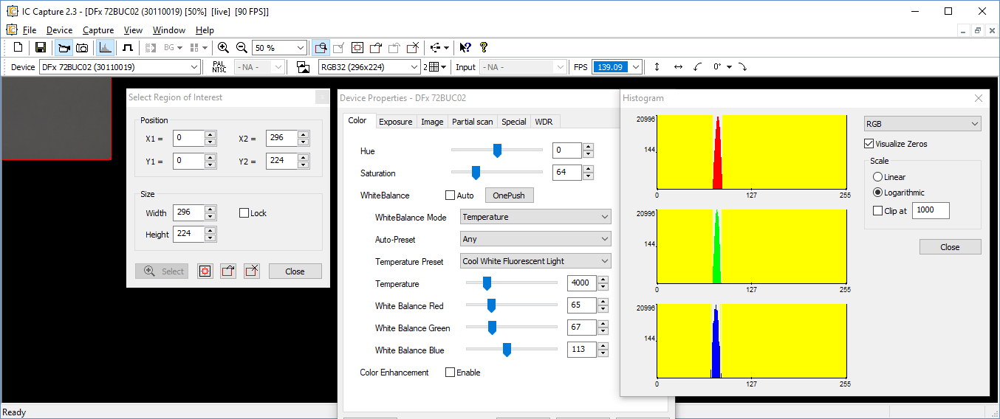 IC Capture 2.3 - [DFx 72BUC02 (30110019) [50%]  [live]  [90 FPS]]
File Device Capture View Window Help
BG 50 %
Device DFx 72BUC02 (30110019) PAL NTSC - NA - RGB32 (296x224) 2 Input - NA - FPS 139.09 0°
Select Region of Interest
Position
X1 = 0 X2 = 296
Y1 = 0 Y2 = 224
Size
Width 296 Lock
Height 224
Select Close
Device Properties - DFx 72BUC02
Color Exposure Image Partial scan Special WDR
Hue 0
Saturation 64
WhiteBalance Auto OnePush
WhiteBalance Mode Temperature
Auto-Preset Any
Temperature Preset Cool White Fluorescent Light
Temperature 4000
White Balance Red 65
White Balance Green 67
White Balance Blue 113
Color Enhancement Enable
Histogram
20996
144
0 127 255
20996
144
0 127 255
20996
144
0 127 255
RGB
Visualize Zeros
Scale
Linear
Logarithmic
Clip at 1000
Close
Ready